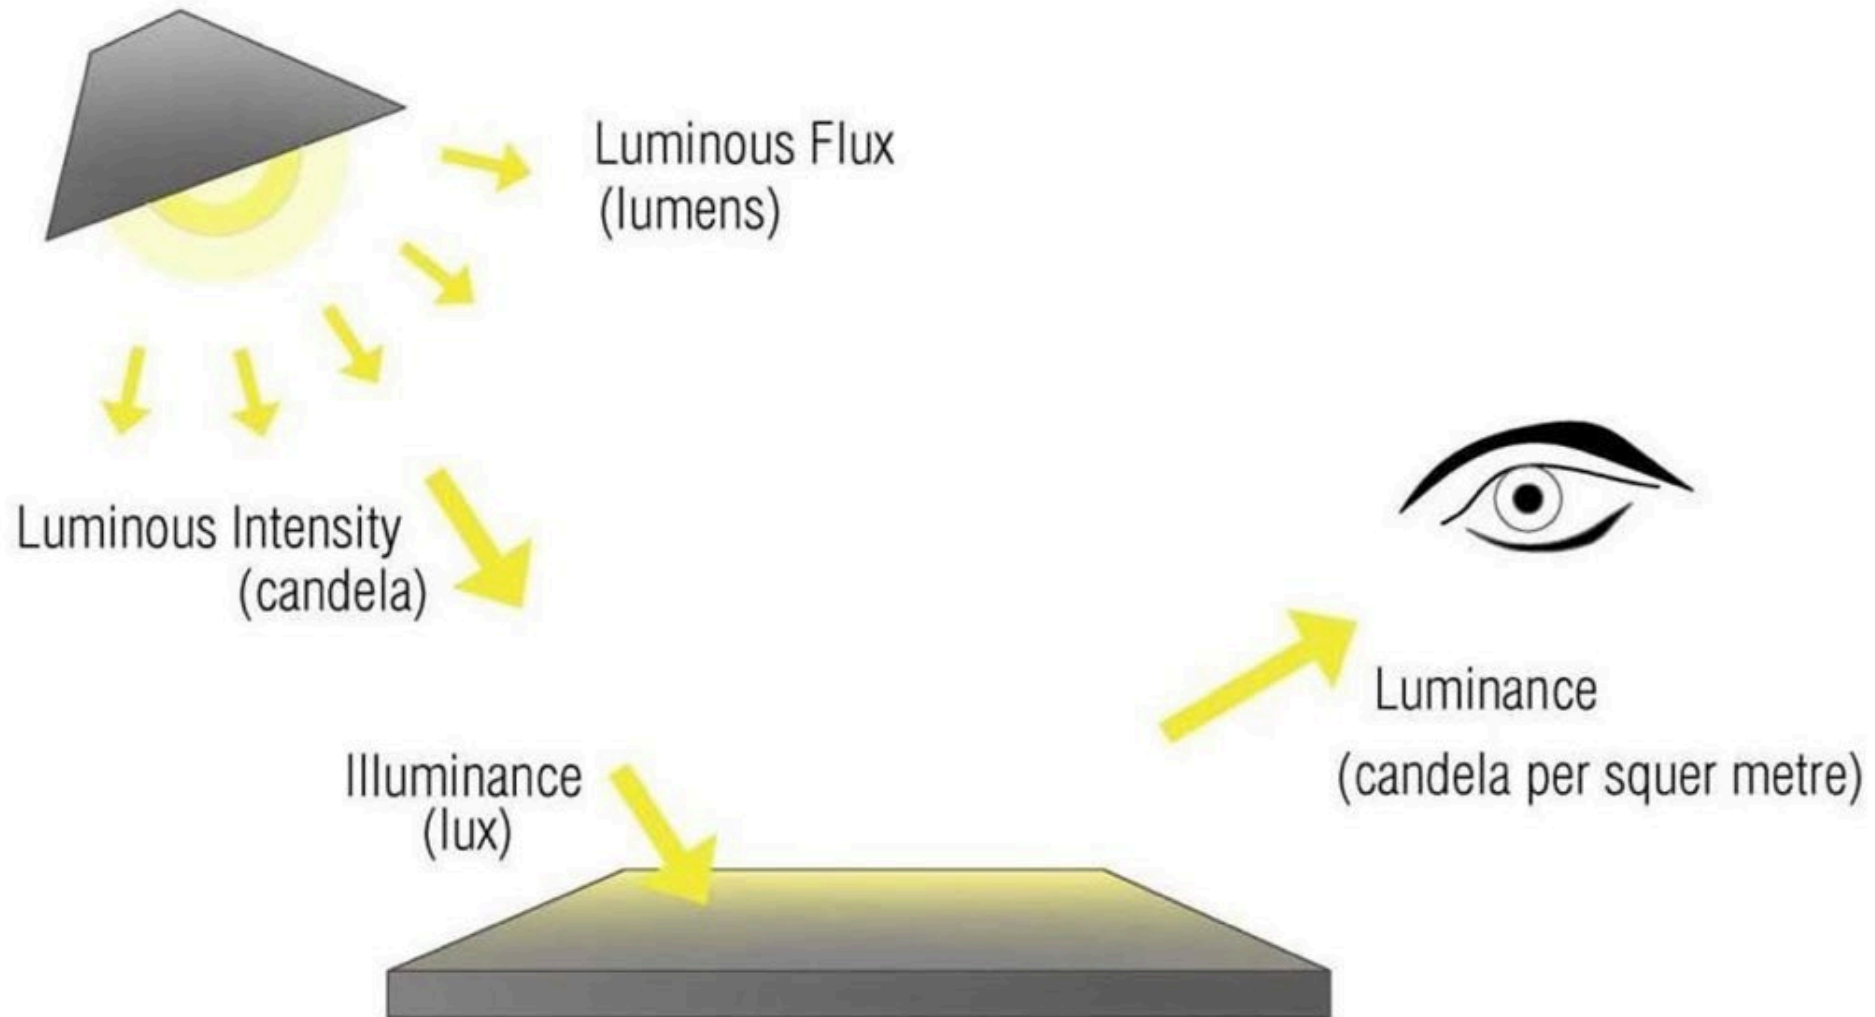 Luminous Flux
(lumens)
Luminous Intensity
(candela)
Illuminance
(lux)
Luminance
(candela per squer metre)